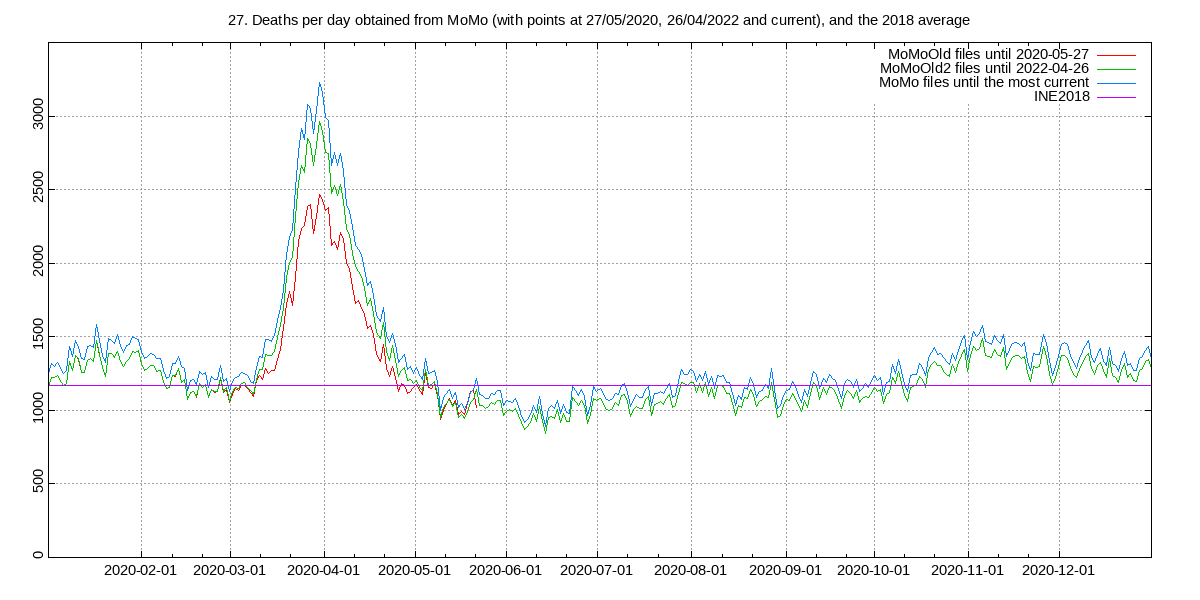 27. Deaths per day obtained from MoMo (with points at 27/05/2020, 26/04/2022 and current), and the 2018 average
MoMoOld files until 2020-05-27
MoMoOld2 files until 2022-04-26
MoMo files until the most current
INE2018
3000
2500
2000
1500
1000
500
0
2020-02-01 2020-03-01 2020-04-01 2020-05-01 2020-06-01 2020-07-01 2020-08-01 2020-09-01 2020-10-01 2020-11-01 2020-12-01